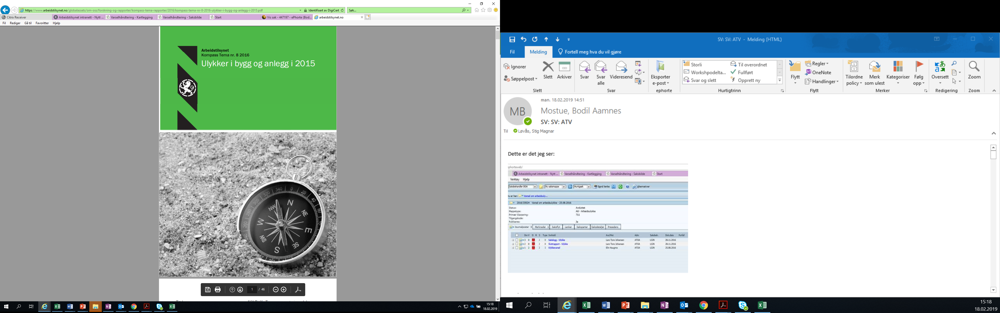 https://www.arbeidstilsynet.no/globalassets/om-oss/forskning-og-rapporter/kompass-tema-rapporter/2016/kompass-tema-nr-8-2016-ulykker-i-bygg-og-anlegg-i-2015.pdf
Identifisert av DigiCert
Søk...
Citrix Receiver
Arbeidstilsynet intranett - Nytt ...
Varselhåndtering - Kartlegging
Varselhåndtering - Saksbilde
Start
Vis sak - 447197 - ePhorte (Bod...
arbeidstilsynet.no
Fil Rediger Gå til Favoritter Hjelp
Arbeidstilsynet
Kompass Tema nr. 8 2016
Ulykker i bygg og anlegg i 2015
320 340 0 20 40 60
300
280
260
N NE E SE S SW W NW
1 / 46
15:18
18.02.2019
SV: SV: ATV - Melding (HTML)
Fil Melding Fortell meg hva du vil gjøre
Ignorer
Søppelpost
Slett
Arkiver
Slett
Svar
Svar alle
Videresend
Svar
Eksporter e-post
ephorte
Storli
Workshpodelta...
Svar og slett
Til overordnet
Fullført
Opprett ny
Hurtigtrinn
Flytt
Regler
OneNote
Handlinger
Flytt
Tilordne policy
Merk som ulest
Kategoriser
Følg opp
Merker
Oversett
Redigering
Zoom
Zoom
man. 18.02.2019 14:51
MB
Mostue, Bodil Aamnes
SV: SV: ATV
Til Løvås, Stig Magnar
Dette er det jeg ser:
ephorteweb/
Arbeidstilsynet intranett - Nytt ... Varselhåndtering - Kartlegging Varselhåndtering - Saksbilde Start
Verktøy Hjelp
Saksbehandler DOA Ny saksmappe Hurtigsøk Send lenke Alternativer
u er her: Varsel om arbeidsuly...
2016/35024 Varsel om arbeidsulykke - 25.08.2016
Status: Avsluttet
Mappetype: AU - Arbeidsulykke
Primær klassering: 711
Tilgangskode:
Publiseres: Ja
Journalposter 3 Merknader 1 Saksflyt Lenker Saksparter Saksdetaljer Presedens
Dnr V D R S Type Innhold Avs/Mot Adm Saksbeh. Dok.dato Forfall
3 0 J X Sakslogg - Ulykke Lars Tore Johansen ATOA LSJN 28.11.2016
2 0 J X Sluttrapport - Ulykke Lars Tore Johansen ATOA LSJN 28.11.2016
1 2 J I Ulykkevarsel Elin Haugmo ATOA LSJN 25.08.2016
15:18
18.02.2019